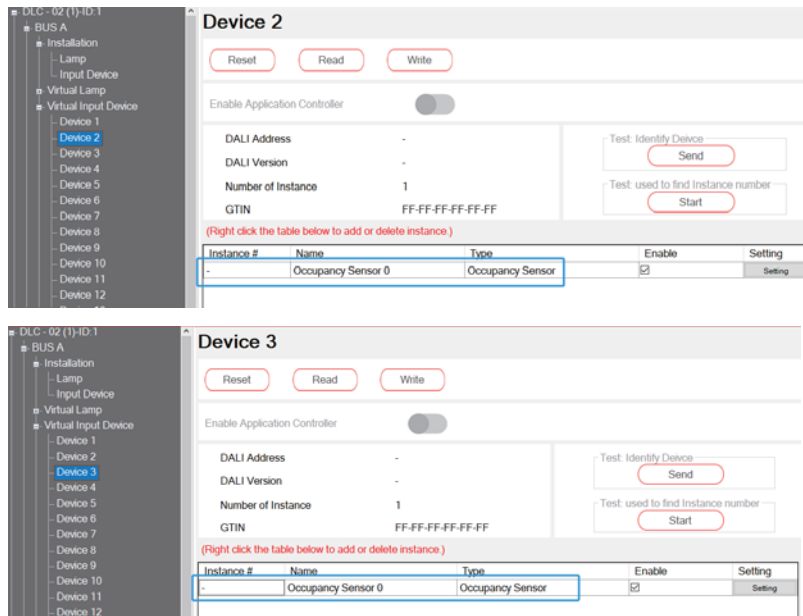 DLC - 02 (1)-ID:1
BUS A
Installation
Lamp
Input Device
Virtual Lamp
Virtual Input Device
Device 1
Device 2
Device 3
Device 4
Device 5
Device 6
Device 7
Device 8
Device 9
Device 10
Device 11
Device 12
Device 2
Reset Read Write
Enable Application Controller
DALI Address -
DALI Version -
Number of Instance 1
GTIN FF-FF-FF-FF-FF-FF
Test: Identify Deivce
Send
Test: used to find Instance number
Start
(Right click the table below to add or delete instance.)
Instance # Name Type Enable Setting
- Occupancy Sensor 0 Occupancy Sensor Setting
DLC - 02 (1)-ID:1
BUS A
Installation
Lamp
Input Device
Virtual Lamp
Virtual Input Device
Device 1
Device 2
Device 3
Device 4
Device 5
Device 6
Device 7
Device 8
Device 9
Device 10
Device 11
Device 12
Device 3
Reset Read Write
Enable Application Controller
DALI Address -
DALI Version -
Number of Instance 1
GTIN FF-FF-FF-FF-FF-FF
Test: Identify Deivce
Send
Test: used to find Instance number
Start
(Right click the table below to add or delete instance.)
Instance # Name Type Enable Setting
- Occupancy Sensor 0 Occupancy Sensor Setting